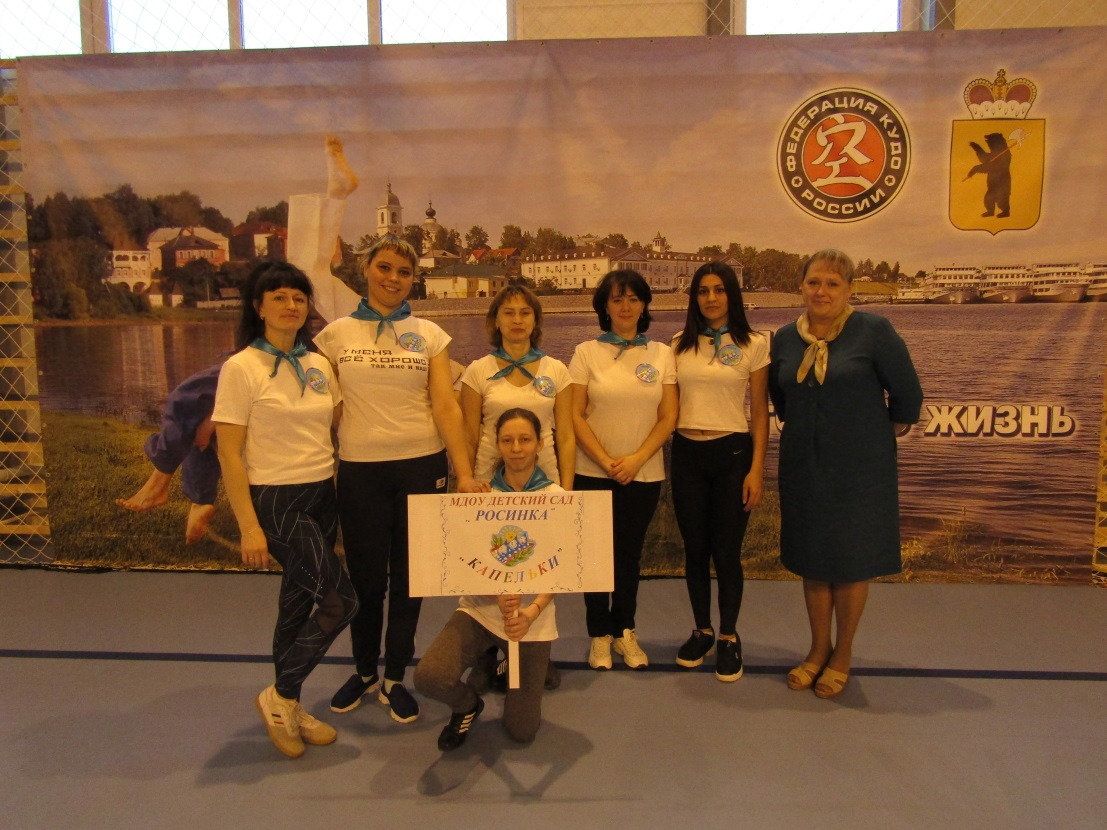 ФЕДЕРАЦИЯ КУДО
РОССИИ
У МЕНЯ
ВСЁ ХОРОШО
ЖИЗНЬ
МДОУ ДЕТСКИЙ САД
„РОСИНКА“
„КАПЕЛЬКИ“